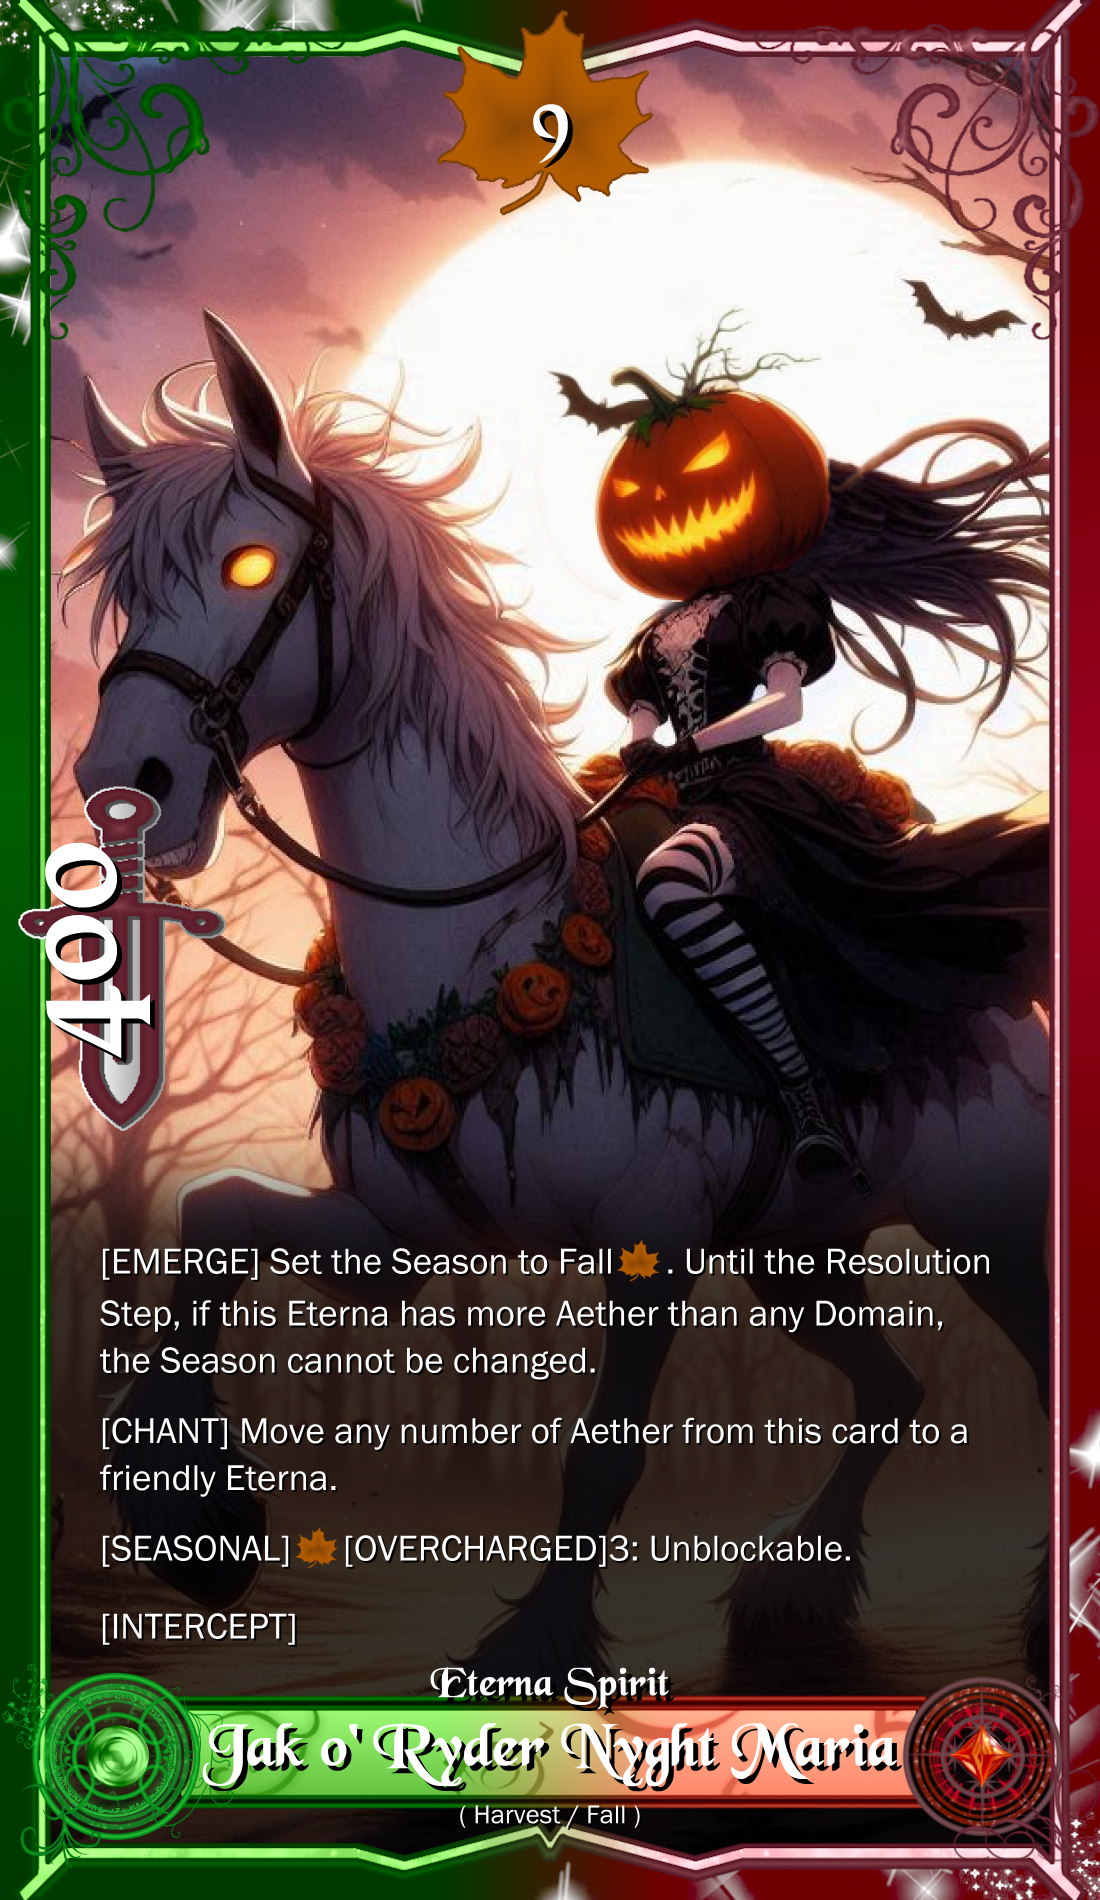 9
400
[EMERGE] Set the Season to Fall. Until the Resolution
Step, if this Eterna has more Aether than any Domain,
the Season cannot be changed.
[CHANT] Move any number of Aether from this card to a
friendly Eterna.
[SEASONAL] [OVERCHARGED]3: Unblockable.
[INTERCEPT]
Eterna Spirit
Jak o' Ryder Nyght Maria
( Harvest / Fall )